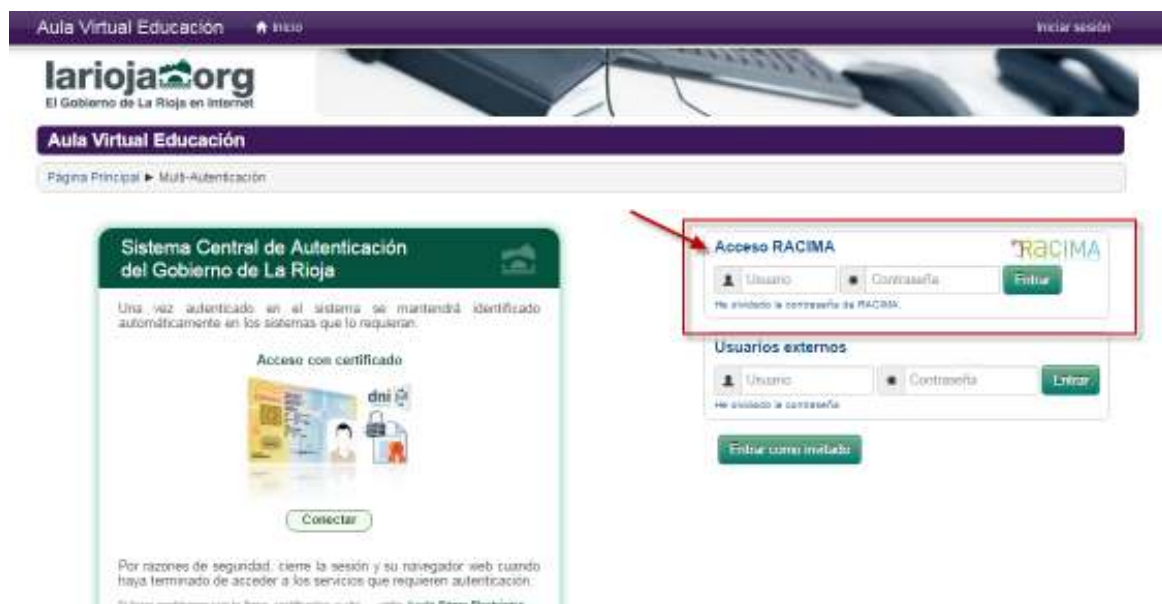 Aula Virtual Educación Inicio Iniciar sesión
larioja.org
El Gobierno de La Rioja en Internet
Aula Virtual Educación
Página Principal ► Multi-Autenticación
Sistema Central de Autenticación
del Gobierno de La Rioja
Una vez autenticado en el sistema se mantendrá identificado
automáticamente en los sistemas que lo requieran.
Acceso con certificado
dni
Conectar
Por razones de seguridad, cierre la sesión y su navegador web cuando
haya terminado de acceder a los servicios que requieren autenticación.
Acceso RACIMA
RACIMA
Usuario Contraseña Entrar
He olvidado la contraseña de RACIMA.
Usuarios externos
Usuario Contraseña Entrar
He olvidado la contraseña
Entrar como invitado